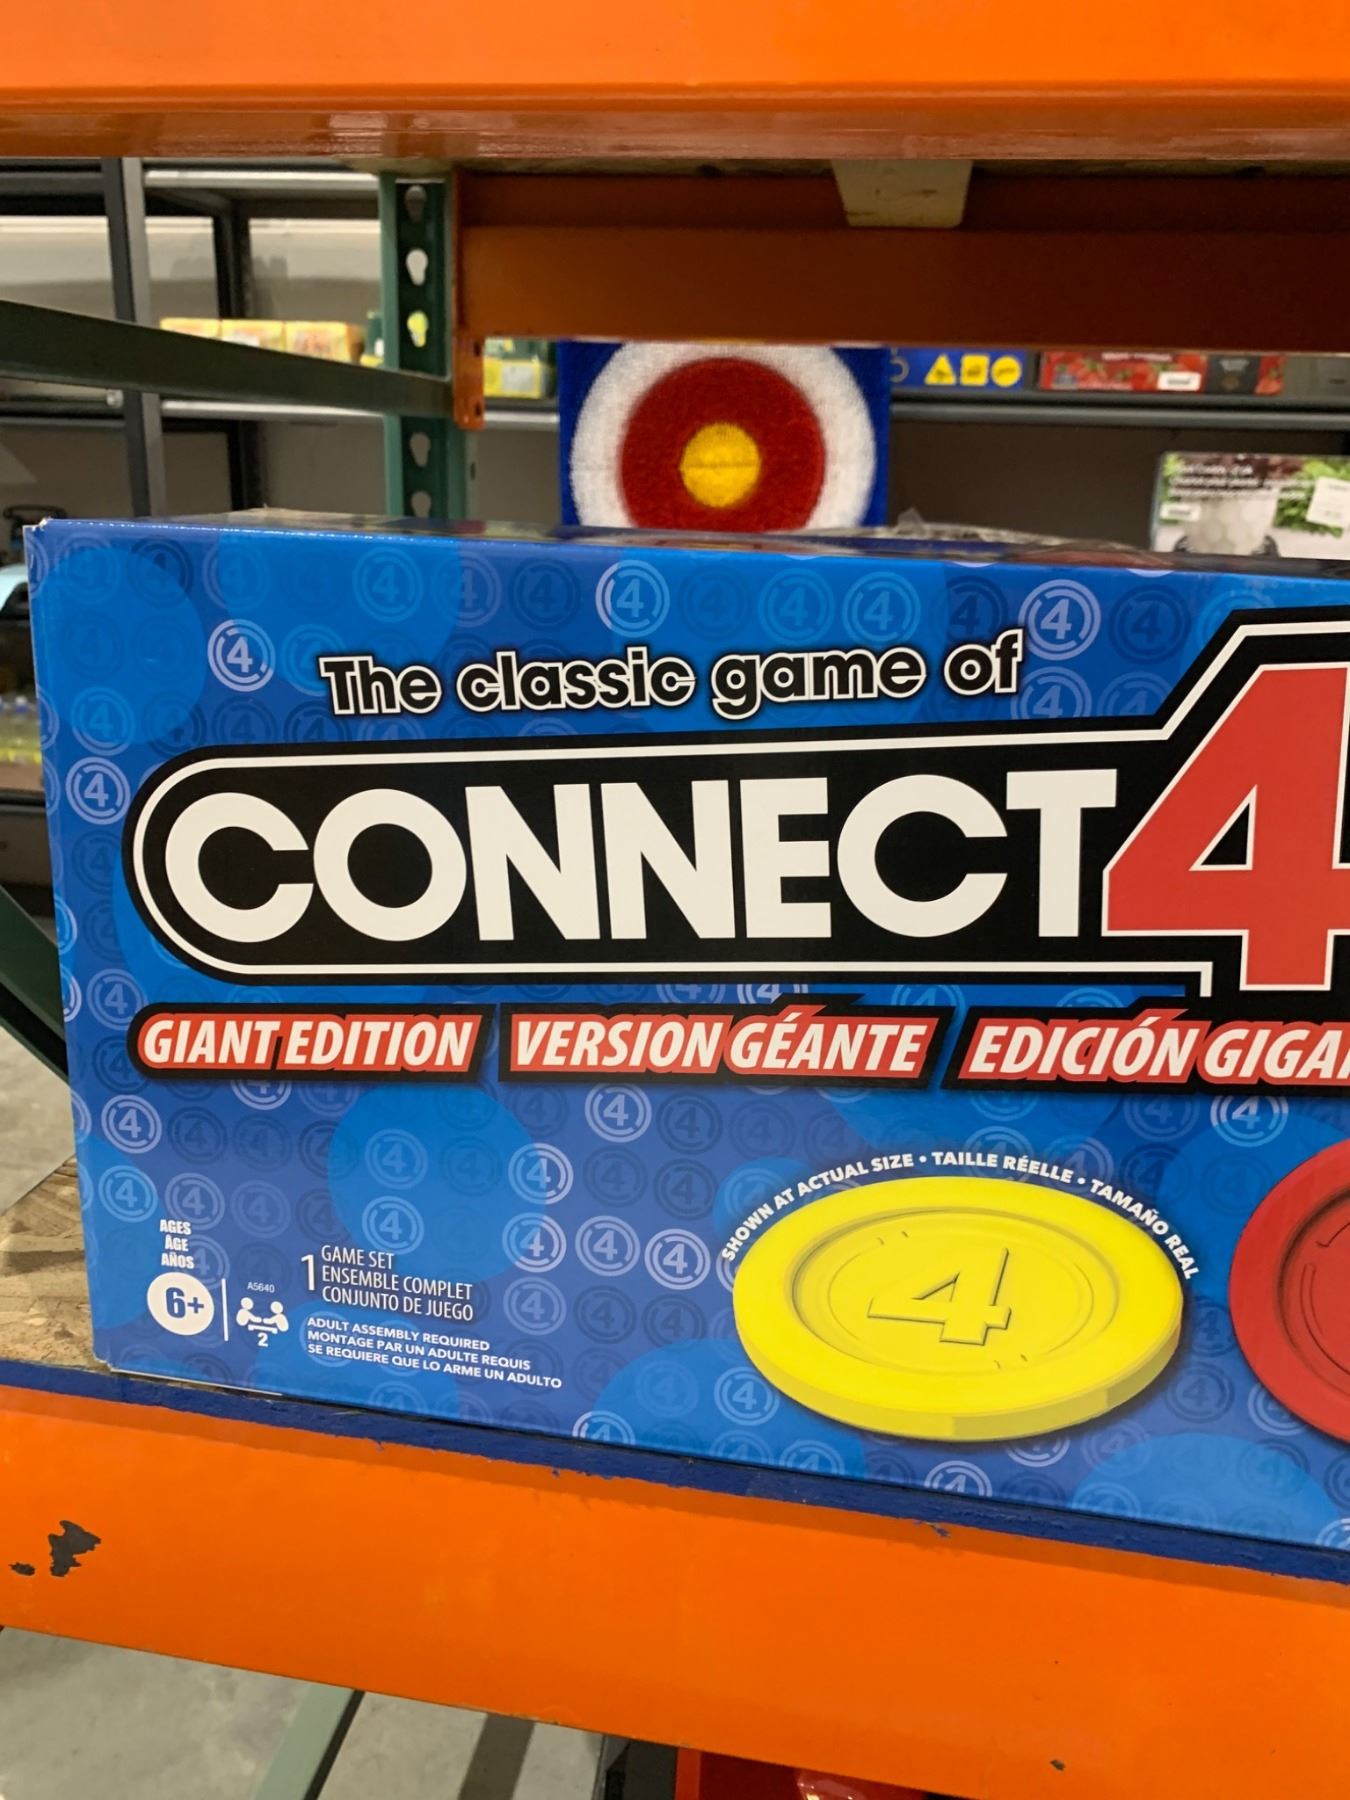 The classic game of
CONNECT 4
GIANT EDITION VERSION GÉANTE EDICIÓN
SHOWN AT ACTUAL SIZE • TAILLE RÉELLE • TAMAÑO REAL
4
AGES
ÂGE
AÑOS
6+
A5640
2
1 GAME SET
ENSEMBLE COMPLET
CONJUNTO DE JUEGO
ADULT ASSEMBLY REQUIRED
MONTAGE PAR UN ADULTE REQUIS
SE REQUIERE QUE LO ARME UN ADULTO